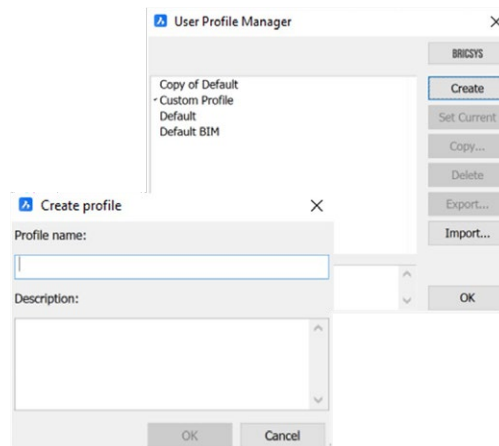 User Profile Manager
BRICSYS
Copy of Default
Custom Profile
Default
Default BIM
Create
Set Current
Copy...
Delete
Export...
Import...
OK
Create profile
Profile name:
Description:
OK
Cancel